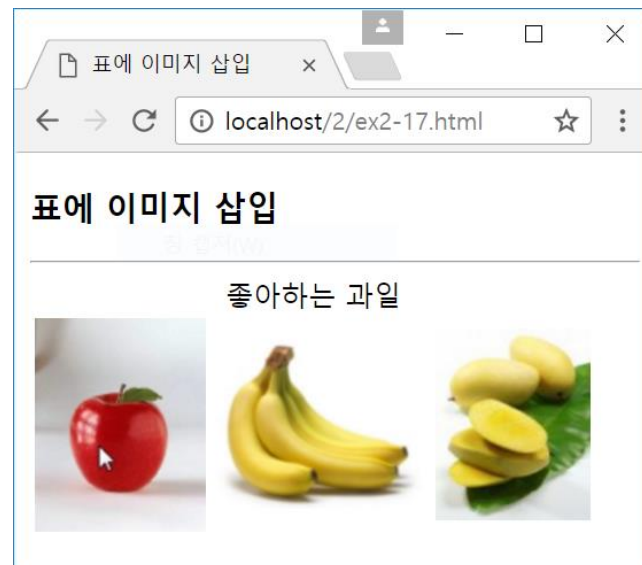 표에 이미지 삽입
localhost/2/ex2-17.html
표에 이미지 삽입
좋아하는 과일